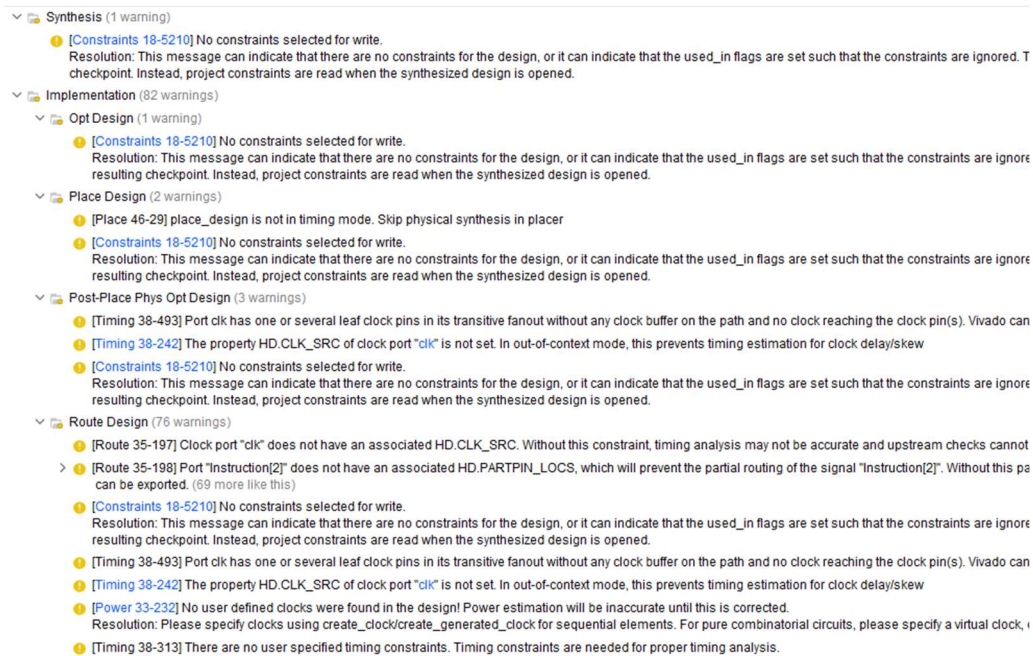 Synthesis (1 warning)
[Constraints 18-5210] No constraints selected for write.
Resolution: This message can indicate that there are no constraints for the design, or it can indicate that the used_in flags are set such that the constraints are ignored. T
checkpoint. Instead, project constraints are read when the synthesized design is opened.
Implementation (82 warnings)
Opt Design (1 warning)
[Constraints 18-5210] No constraints selected for write.
Resolution: This message can indicate that there are no constraints for the design, or it can indicate that the used_in flags are set such that the constraints are ignore
resulting checkpoint. Instead, project constraints are read when the synthesized design is opened.
Place Design (2 warnings)
[Place 46-29] place_design is not in timing mode. Skip physical synthesis in placer
[Constraints 18-5210] No constraints selected for write.
Resolution: This message can indicate that there are no constraints for the design, or it can indicate that the used_in flags are set such that the constraints are ignore
resulting checkpoint. Instead, project constraints are read when the synthesized design is opened.
Post-Place Phys Opt Design (3 warnings)
[Timing 38-493] Port clk has one or several leaf clock pins in its transitive fanout without any clock buffer on the path and no clock reaching the clock pin(s). Vivado can
[Timing 38-242] The property HD.CLK_SRC of clock port "clk" is not set. In out-of-context mode, this prevents timing estimation for clock delay/skew
[Constraints 18-5210] No constraints selected for write.
Resolution: This message can indicate that there are no constraints for the design, or it can indicate that the used_in flags are set such that the constraints are ignore
resulting checkpoint. Instead, project constraints are read when the synthesized design is opened.
Route Design (76 warnings)
[Route 35-197] Clock port "clk" does not have an associated HD.CLK_SRC. Without this constraint, timing analysis may not be accurate and upstream checks cannot
[Route 35-198] Port "Instruction[2]" does not have an associated HD.PARTPIN_LOCS, which will prevent the partial routing of the signal "Instruction[2]". Without this pa
can be exported. (69 more like this)
[Constraints 18-5210] No constraints selected for write.
Resolution: This message can indicate that there are no constraints for the design, or it can indicate that the used_in flags are set such that the constraints are ignore
resulting checkpoint. Instead, project constraints are read when the synthesized design is opened.
[Timing 38-493] Port clk has one or several leaf clock pins in its transitive fanout without any clock buffer on the path and no clock reaching the clock pin(s). Vivado can
[Timing 38-242] The property HD.CLK_SRC of clock port "clk" is not set. In out-of-context mode, this prevents timing estimation for clock delay/skew
[Power 33-232] No user defined clocks were found in the design! Power estimation will be inaccurate until this is corrected.
Resolution: Please specify clocks using create_clock/create_generated_clock for sequential elements. For pure combinatorial circuits, please specify a virtual clock,
[Timing 38-313] There are no user specified timing constraints. Timing constraints are needed for proper timing analysis.